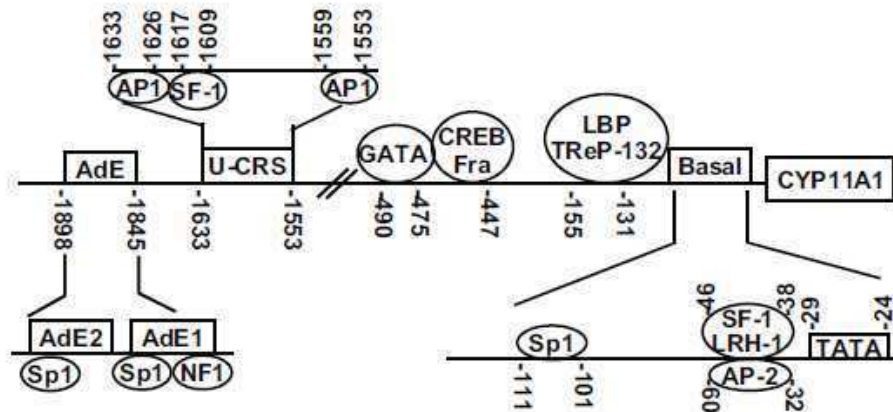 -1633
-1626
-1617
-1609
-1559
-1553
AP1
SF-1
AP1
AdE
U-CRS
GATA
CREB
Fra
LBP
TReP-132
Basal
CYP11A1
-1898
-1845
-1633
-1553
-490
-475
-447
-155
-131
AdE2
AdE1
Sp1
Sp1
NF1
-46
-38
-29
-24
Sp1
SF-1
LRH-1
TATA
AP-2
-111
-101
-60
-32